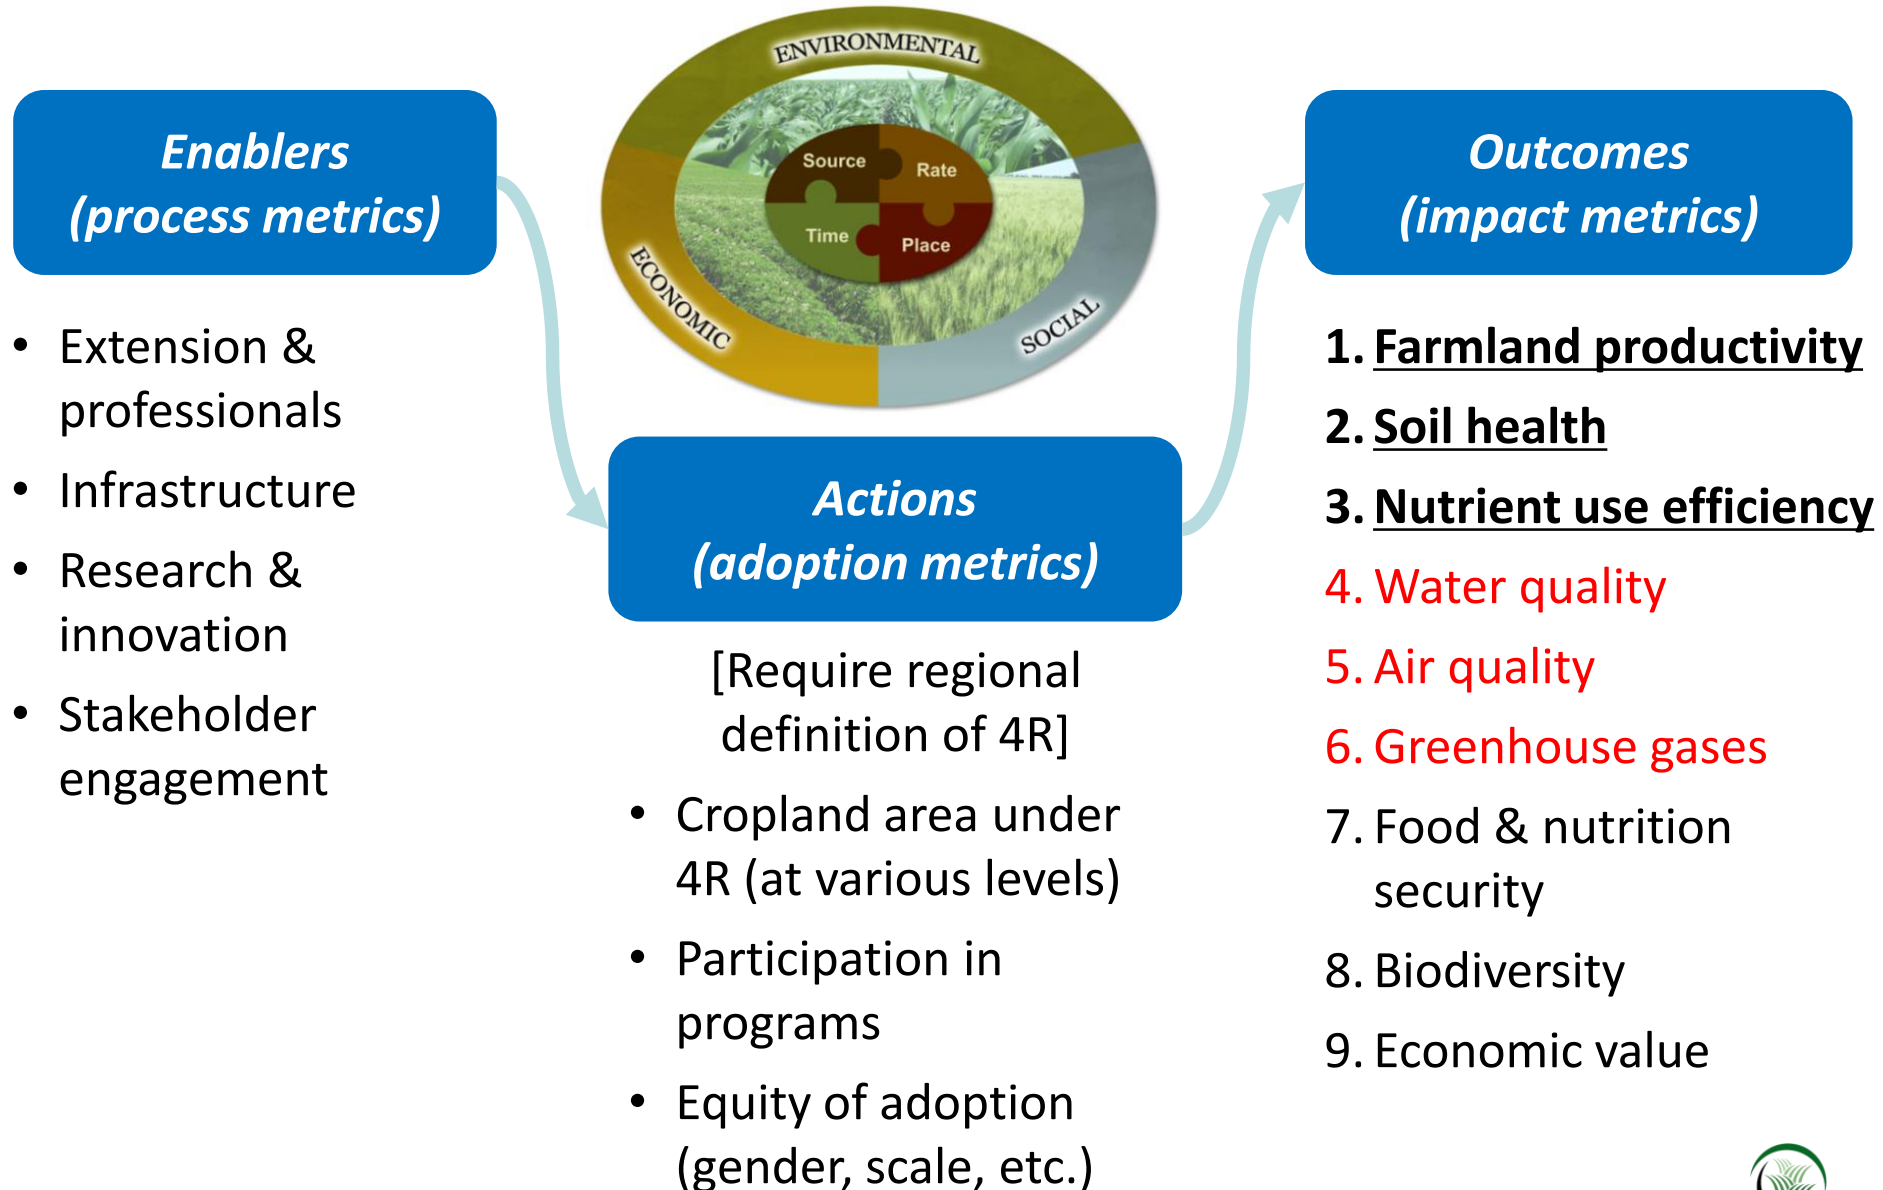 Enablers
(process metrics)
• Extension &
professionals
• Infrastructure
• Research &
innovation
• Stakeholder
engagement
ENVIRONMENTAL
ECONOMIC
SOCIAL
Source
Rate
Time
Place
Actions
(adoption metrics)
[Require regional
definition of 4R]
• Cropland area under
4R (at various levels)
• Participation in
programs
• Equity of adoption
(gender, scale, etc.)
Outcomes
(impact metrics)
1. Farmland productivity
2. Soil health
3. Nutrient use efficiency
4. Water quality
5. Air quality
6. Greenhouse gases
7. Food & nutrition
security
8. Biodiversity
9. Economic value